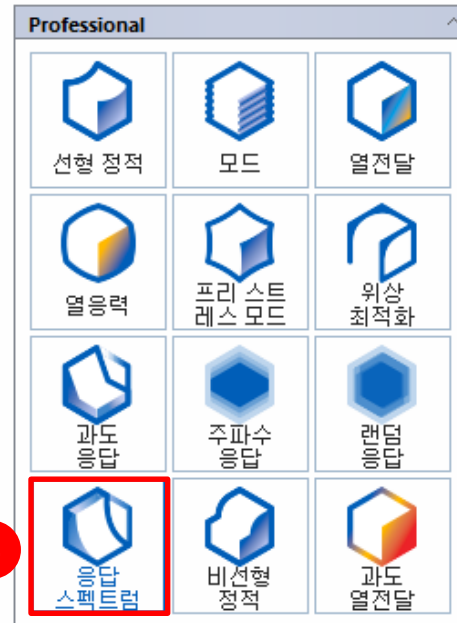 Professional
선형 정적
모드
열전달
열응력
프리 스트
레스 모드
위상
최적화
과도
응답
주파수
응답
랜덤
응답
응답
스펙트럼
비선형
정적
과도
열전달